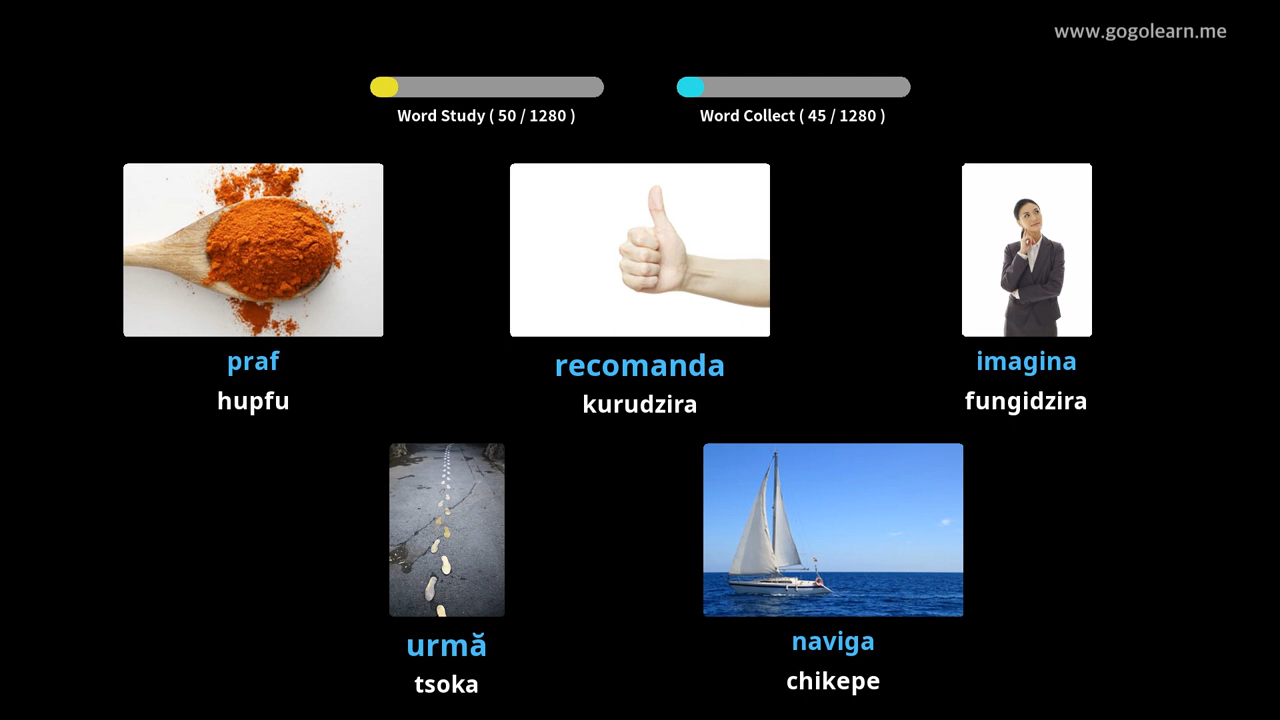 www.gogolearn.me
Word Study ( 50 / 1280 )
Word Collect ( 45 / 1280 )
praf
hupfu
recomanda
kurudzira
imagina
fungidzira
urmă
tsoka
naviga
chikepe